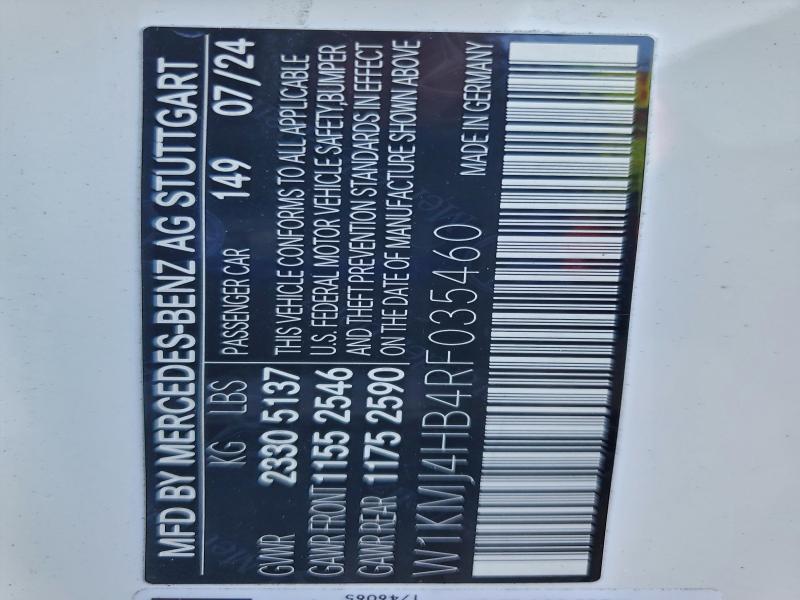 MFD BY MERCEDES-BENZ AG STUTTGART
KG LBS
GWWR 2330 5137
GAWR FRONT 1155 2546
GAWR REAR 1175 2590
PASSENGER CAR 149 07/24
THIS VEHICLE CONFORMS TO ALL APPLICABLE
U.S. FEDERAL MOTOR VEHICLE SAFETY,BUMPER
AND THEFT PREVENTION STANDARDS IN EFFECT
ON THE DATE OF MANUFACTURE SHOWN ABOVE
W1KMJ4HB4RF035460
MADE IN GERMANY